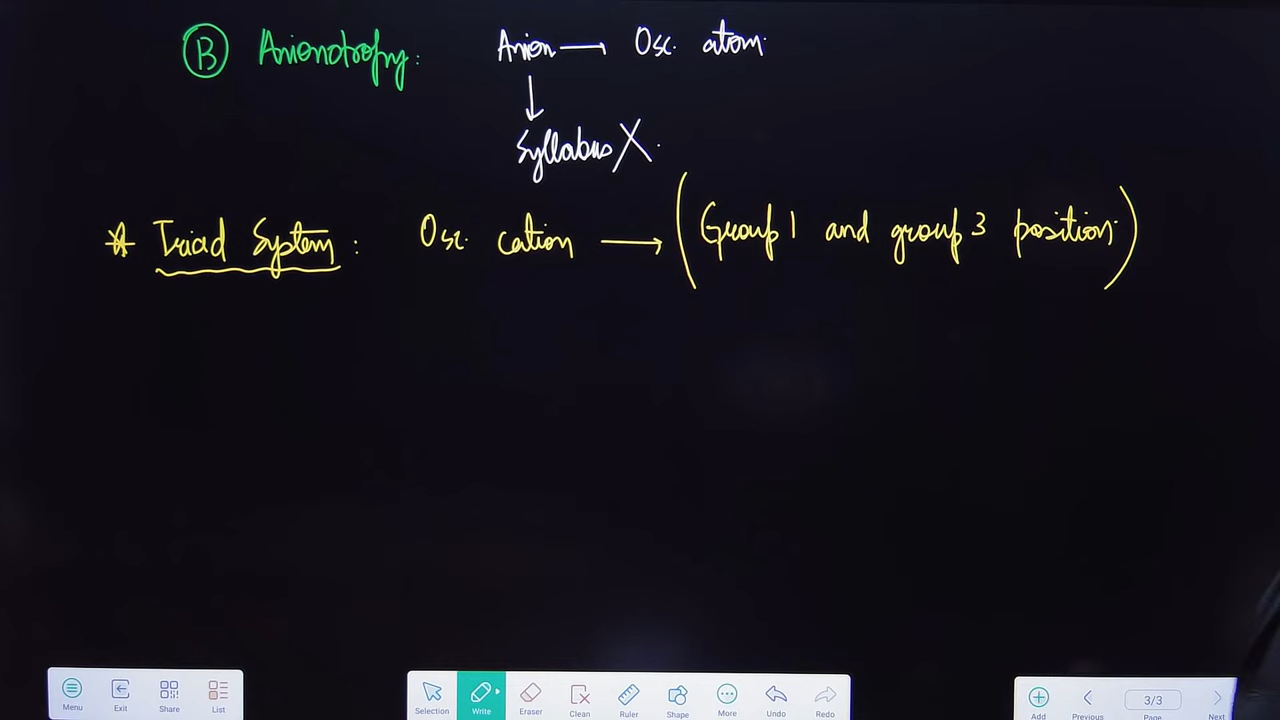 B Anionotropy: Anion → Osc. atom.
↓
Syllabus X.
* Triad System: Osc. cation → (Group 1 and group 3 position.)
Menu Exit Share List Selection Write Eraser Clean Ruler Shape More Undo Redo Add Previous 3/3 Page Next